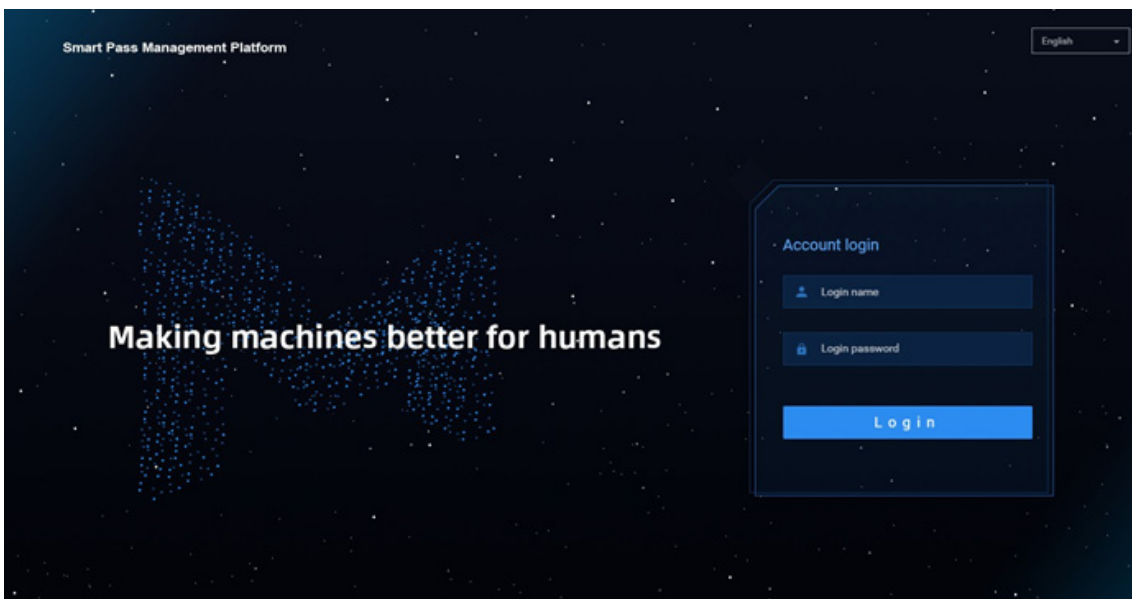 Smart Pass Management Platform
English
Making machines better for humans
Account login
Login name
Login password
Login